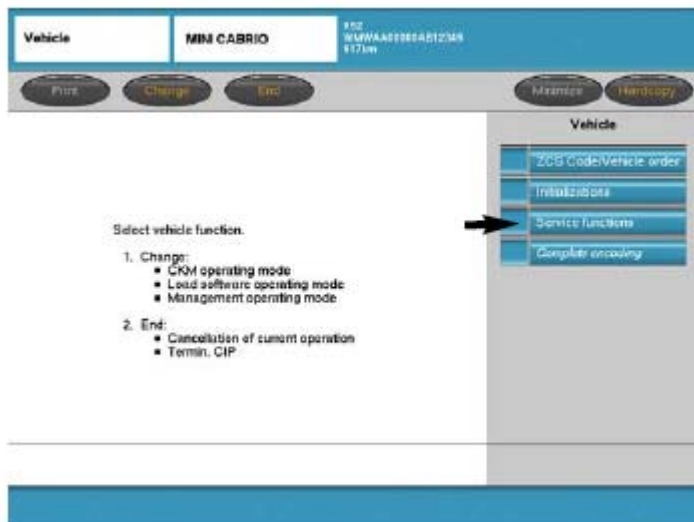 Vehicle
MINI CABRIO
R52
617km
Print
Change
End
Minimize
Hardcopy
Vehicle
ZCS Code/Vehicle order
Initializations
Service functions
Complete encoding
Select vehicle function.
1. Change:
▪ CKM operating mode
▪ Load software operating mode
▪ Management operating mode
2. End:
▪ Cancellation of current operation
▪ Termin. CIP